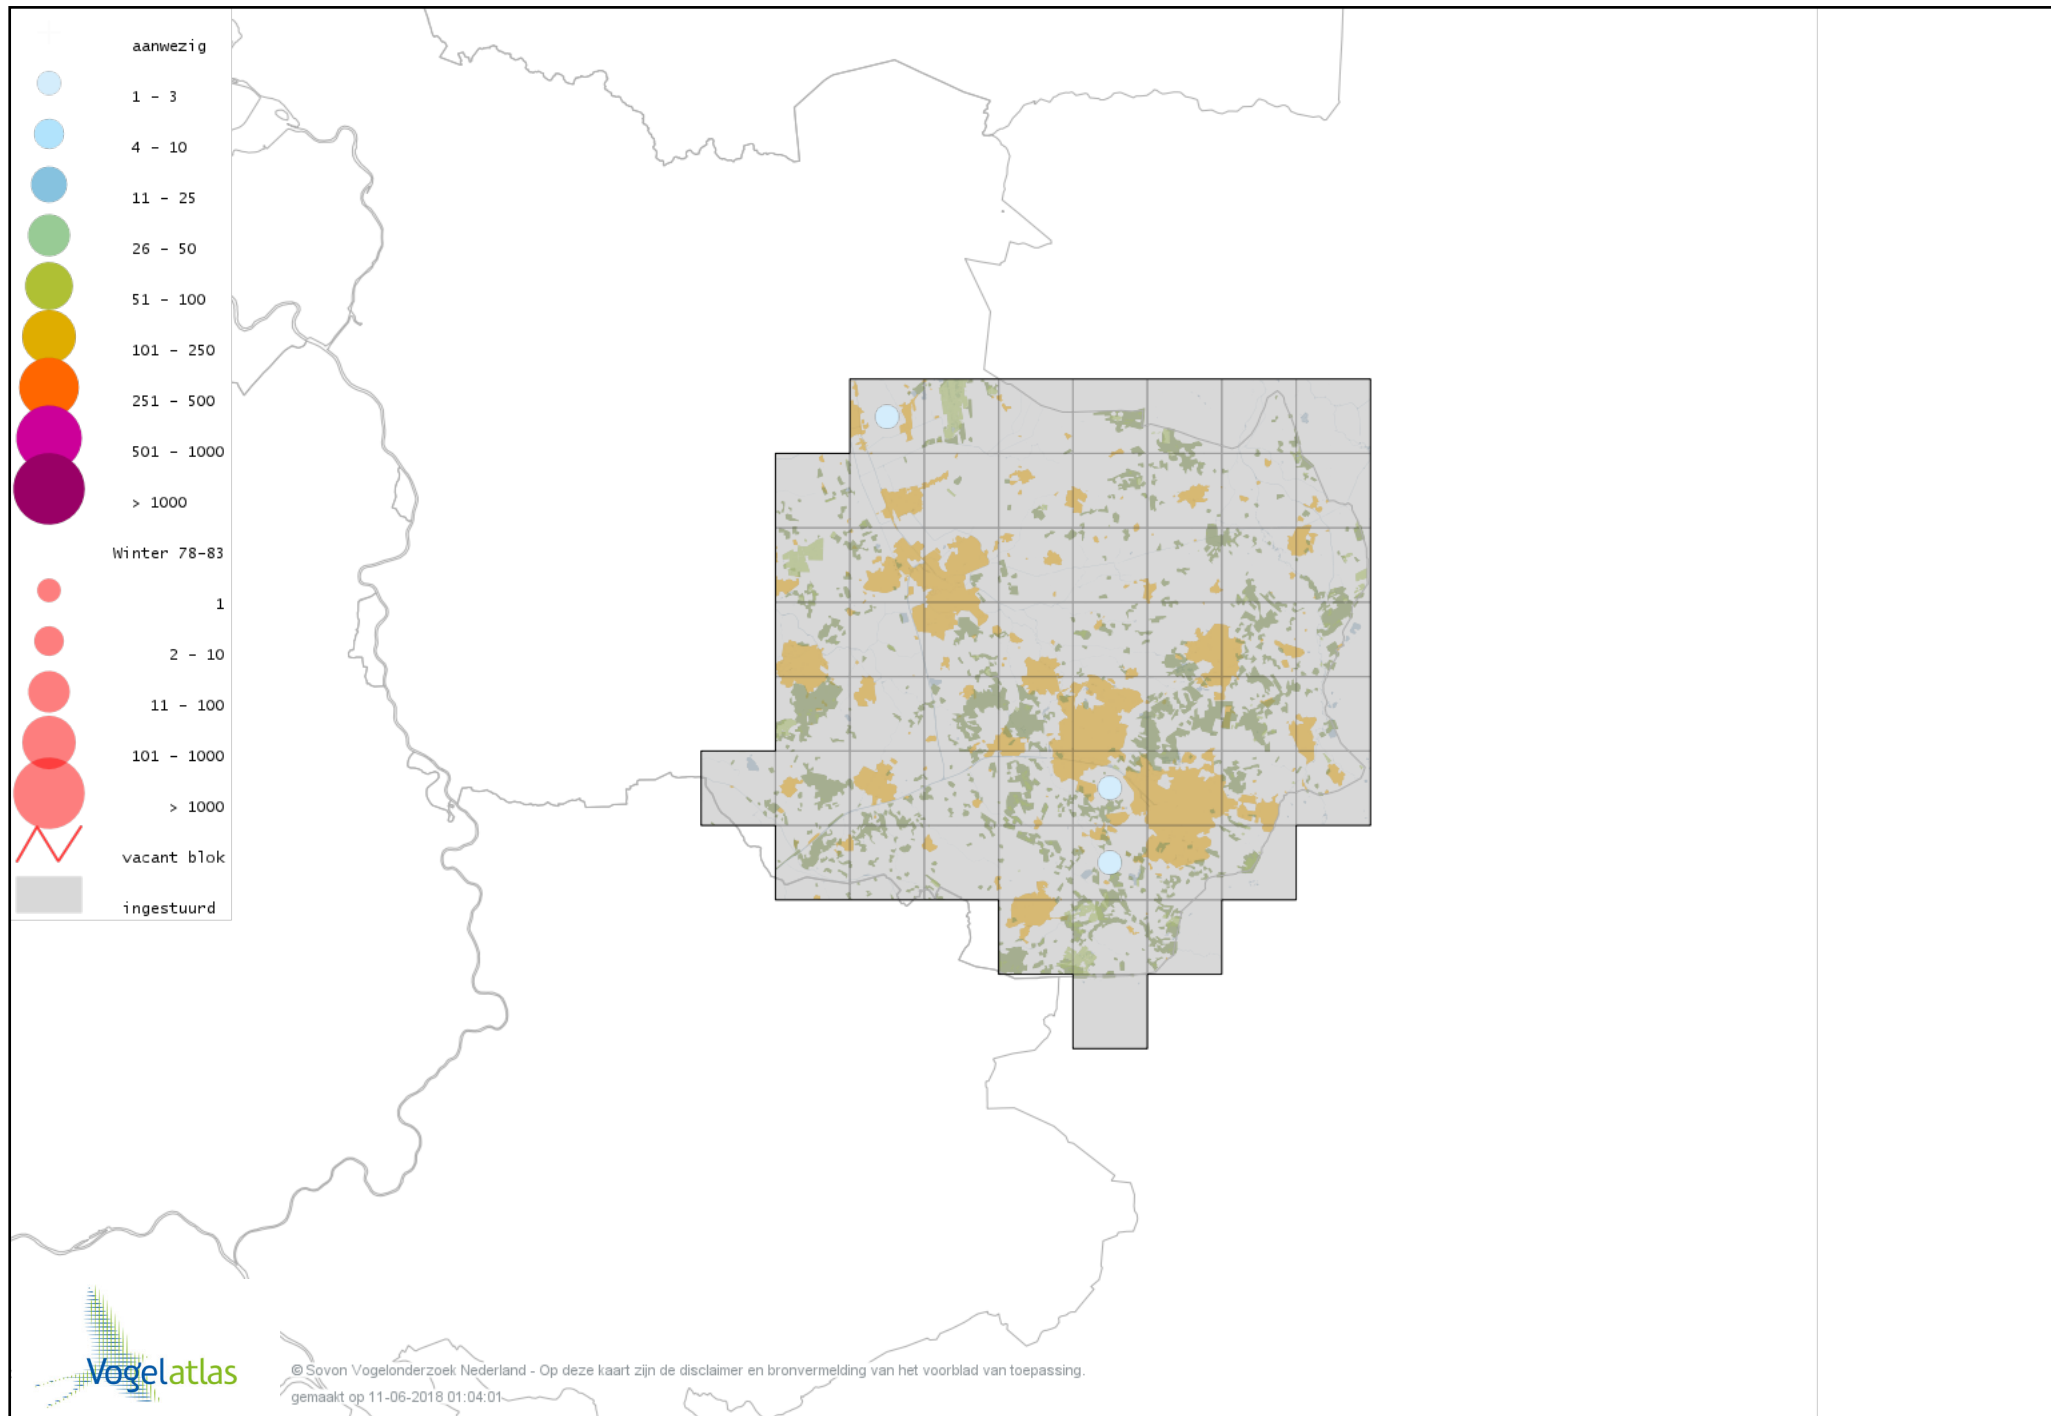 aanwezig
1 - 3
4 - 10
11 - 25
26 - 50
51 - 100
101 - 250
251 - 500
501 - 1000
> 1000
Winter 78-83
1
2 - 10
11 - 100
101 - 1000
> 1000
vacant blok
ingestuurd
Vogelatlas
© Sovon Vogelonderzoek Nederland - Op deze kaart zijn de disclaimer en bronvermelding van het voorblad van toepassing.
gemaakt op 11-06-2018 01:04:01